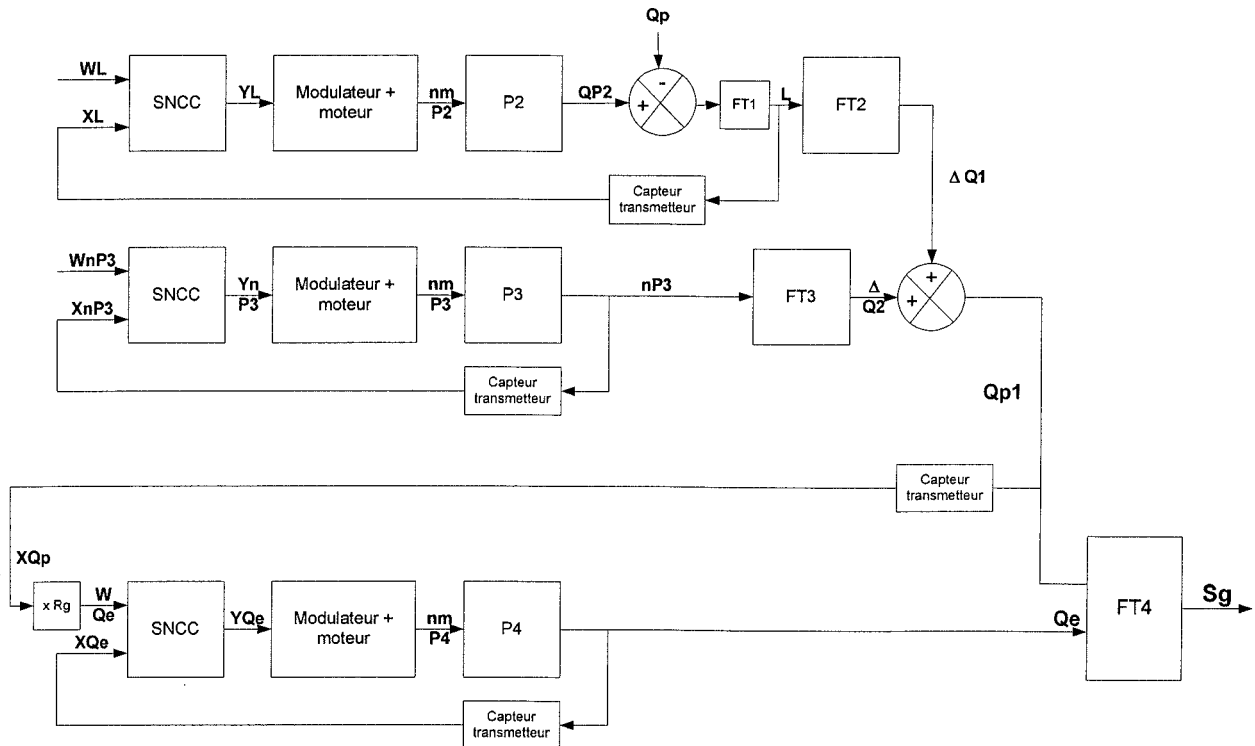 Qp
WL
XL
SNCC
YL
Modulateur +
moteur
nm
P2
P2
QP2
-
+
FT1
L
FT2
Capteur
transmetteur
Δ Q1
WnP3
XnP3
SNCC
Yn
P3
Modulateur +
moteur
nm
P3
P3
nP3
FT3
Δ
Q2
+
+
Capteur
transmetteur
Qp1
Capteur
transmetteur
XQp
x Rg
W
Qe
XQe
SNCC
YQe
Modulateur +
moteur
nm
P4
P4
Qe
FT4
Sg
Capteur
transmetteur